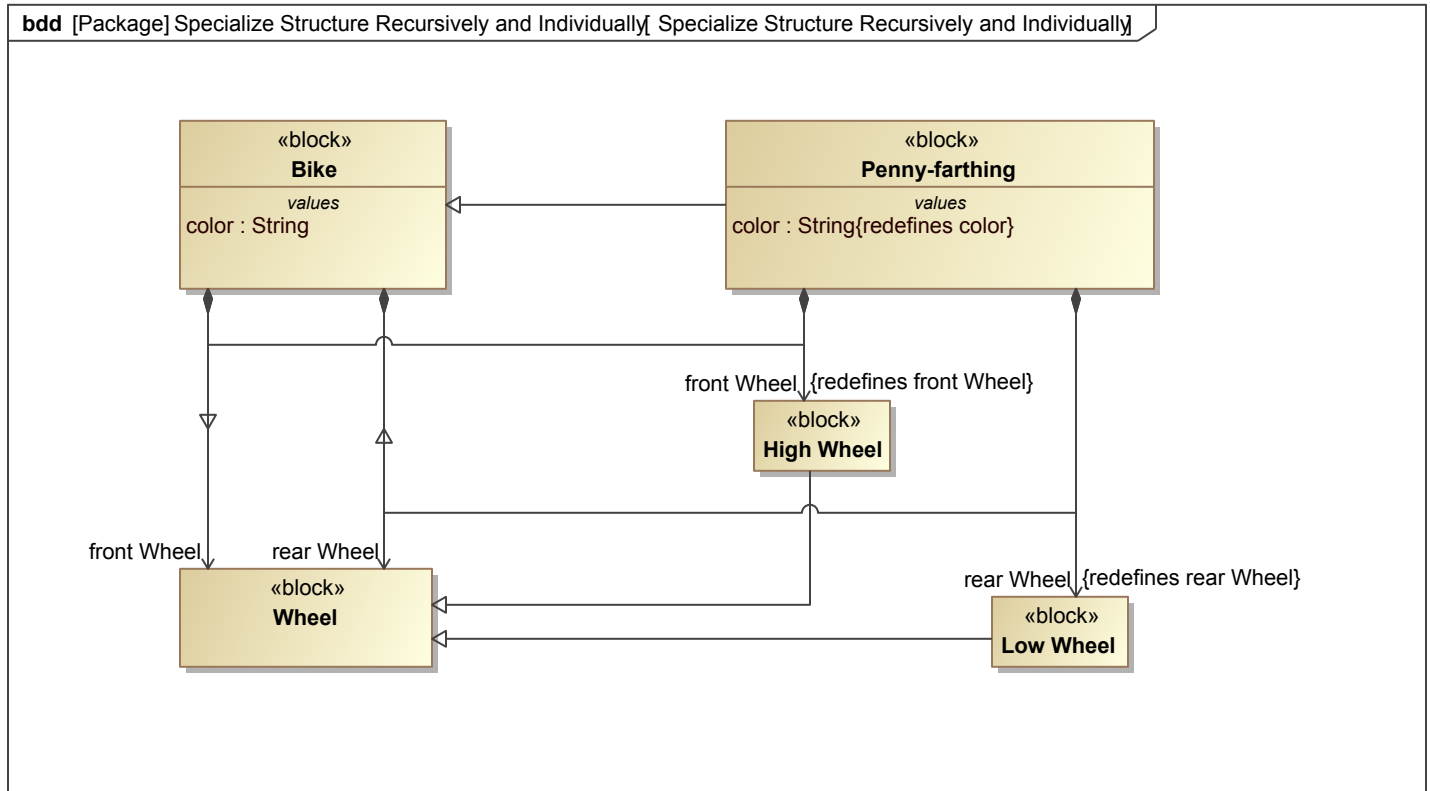 bdd [Package] Specialize Structure Recursively and Individually[ Specialize Structure Recursively and Individually]
«block»
Bike
values
color : String
«block»
Penny-farthing
values
color : String{redefines color}
front Wheel {redefines front Wheel}
«block»
High Wheel
front Wheel
rear Wheel
«block»
Wheel
rear Wheel {redefines rear Wheel}
«block»
Low Wheel